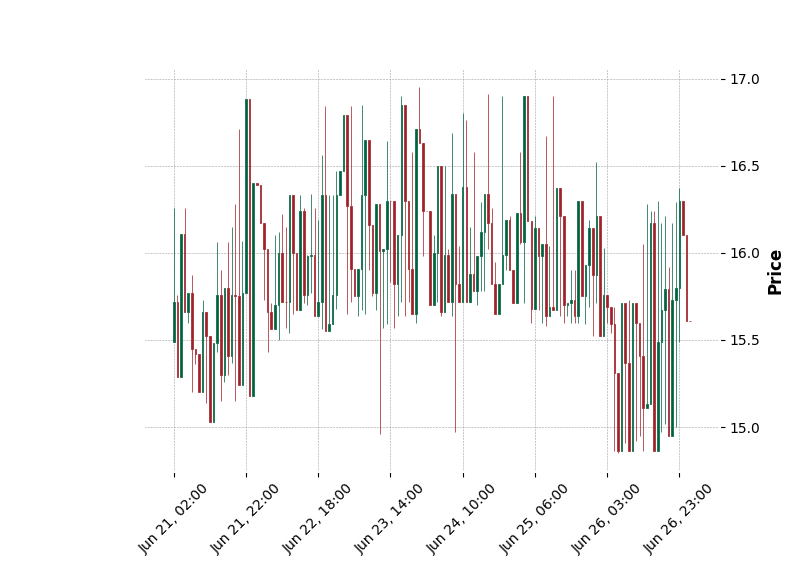 17.0
16.5
16.0
15.5
15.0
Price
Jun 21, 02:00
Jun 21, 22:00
Jun 22, 18:00
Jun 23, 14:00
Jun 24, 10:00
Jun 25, 06:00
Jun 26, 03:00
Jun 26, 23:00